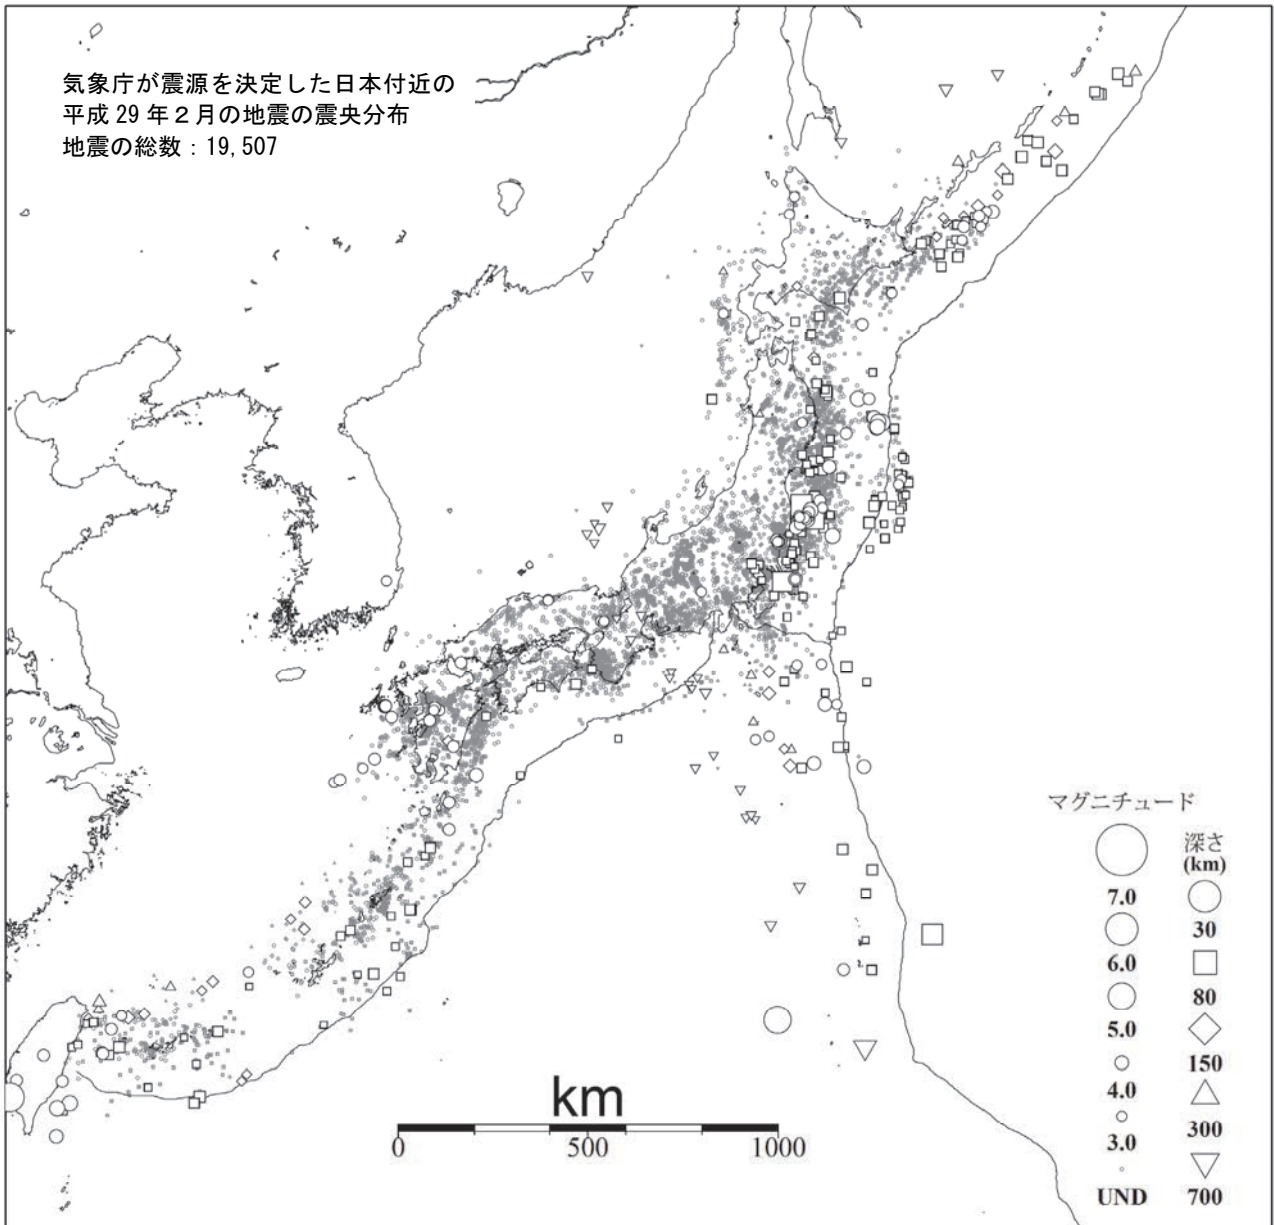 気象庁が震源を決定した日本付近の
平成 29 年２月の地震の震央分布
地震の総数：19,507
マグニチュード
深さ
(km)
7.0
30
6.0
80
5.0
150
4.0
300
3.0
UND 700
km
0 500 1000